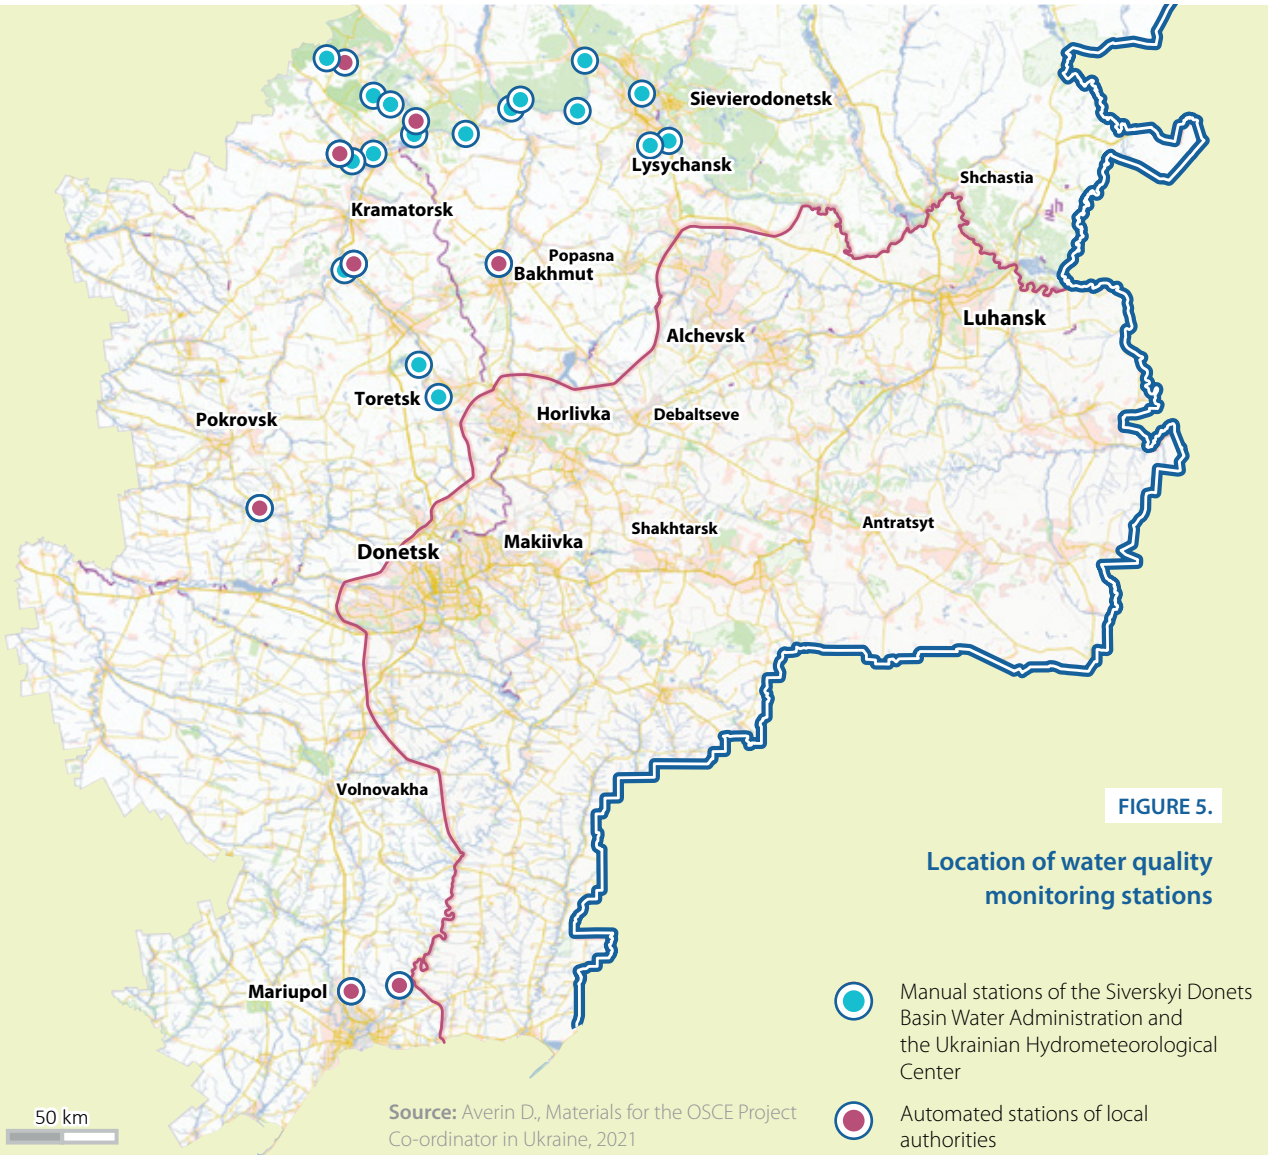 Sievierodonetsk
Lysychansk
Shchastia
Kramatorsk
Popasna
Bakhmut
Luhansk
Alchevsk
Toretsk
Pokrovsk
Horlivka
Debaltseve
Antratsyt
Shakhtarsk
Makiivka
Donetsk
Volnovakha
FIGURE 5.
Location of water quality
monitoring stations
Mariupol
Manual stations of the Siverskyi Donets
Basin Water Administration and
the Ukrainian Hydrometeorological
Center
Automated stations of local
authorities
50 km
Source: Averin D., Materials for the OSCE Project
Co-ordinator in Ukraine, 2021